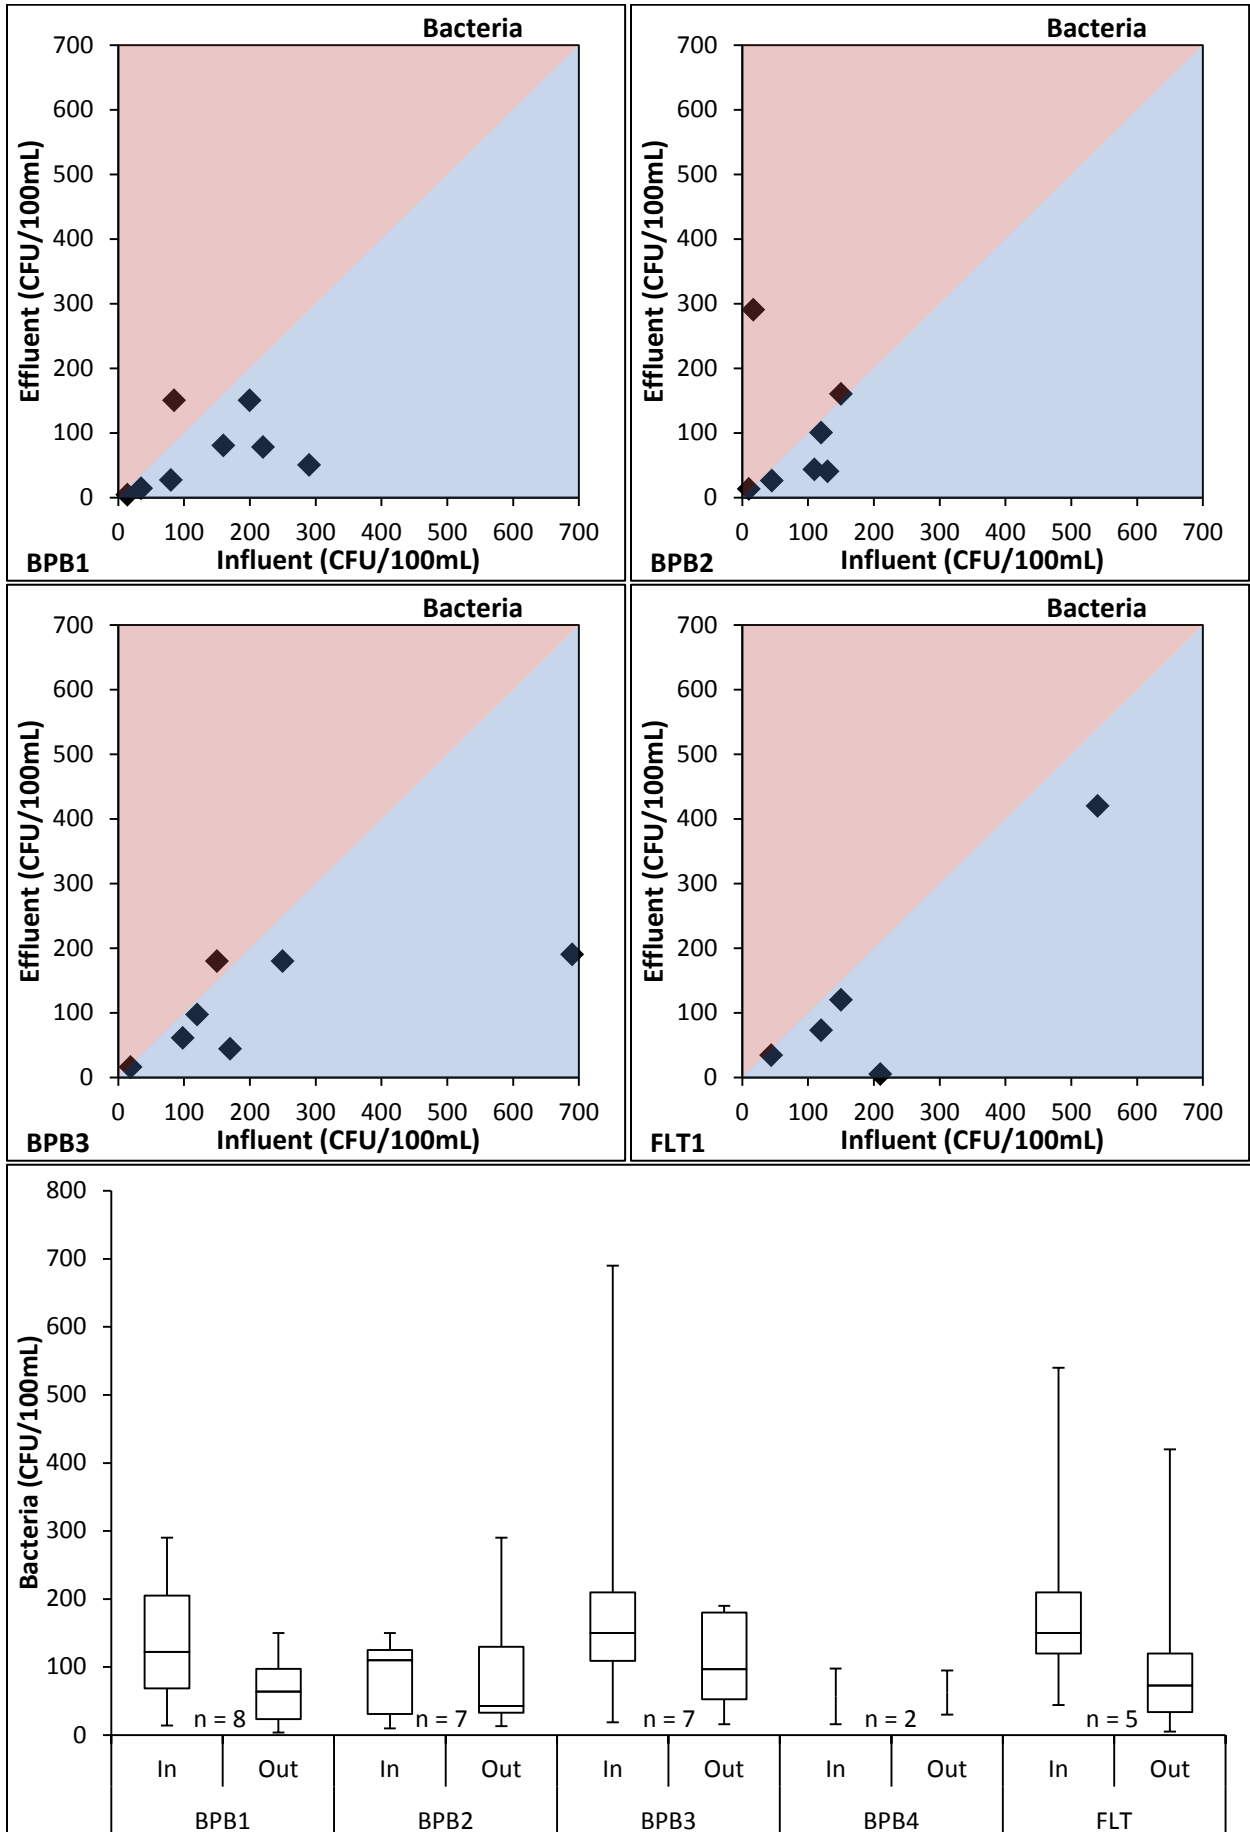 Bacteria
700
600
500
400
300
200
100
0
Effluent (CFU/100mL)
0 100 200 300 400 500 600 700
Influent (CFU/100mL)
BPB1
Bacteria
700
600
500
400
300
200
100
0
Effluent (CFU/100mL)
0 100 200 300 400 500 600 700
Influent (CFU/100mL)
BPB2
Bacteria
700
600
500
400
300
200
100
0
Effluent (CFU/100mL)
0 100 200 300 400 500 600 700
Influent (CFU/100mL)
BPB3
Bacteria
700
600
500
400
300
200
100
0
Effluent (CFU/100mL)
0 100 200 300 400 500 600 700
Influent (CFU/100mL)
FLT1
800
700
600
500
400
300
200
100
0
Bacteria (CFU/100mL)
n = 8 n = 7 n = 7 n = 2 n = 5
In Out In Out In Out In Out In Out
BPB1 BPB2 BPB3 BPB4 FLT